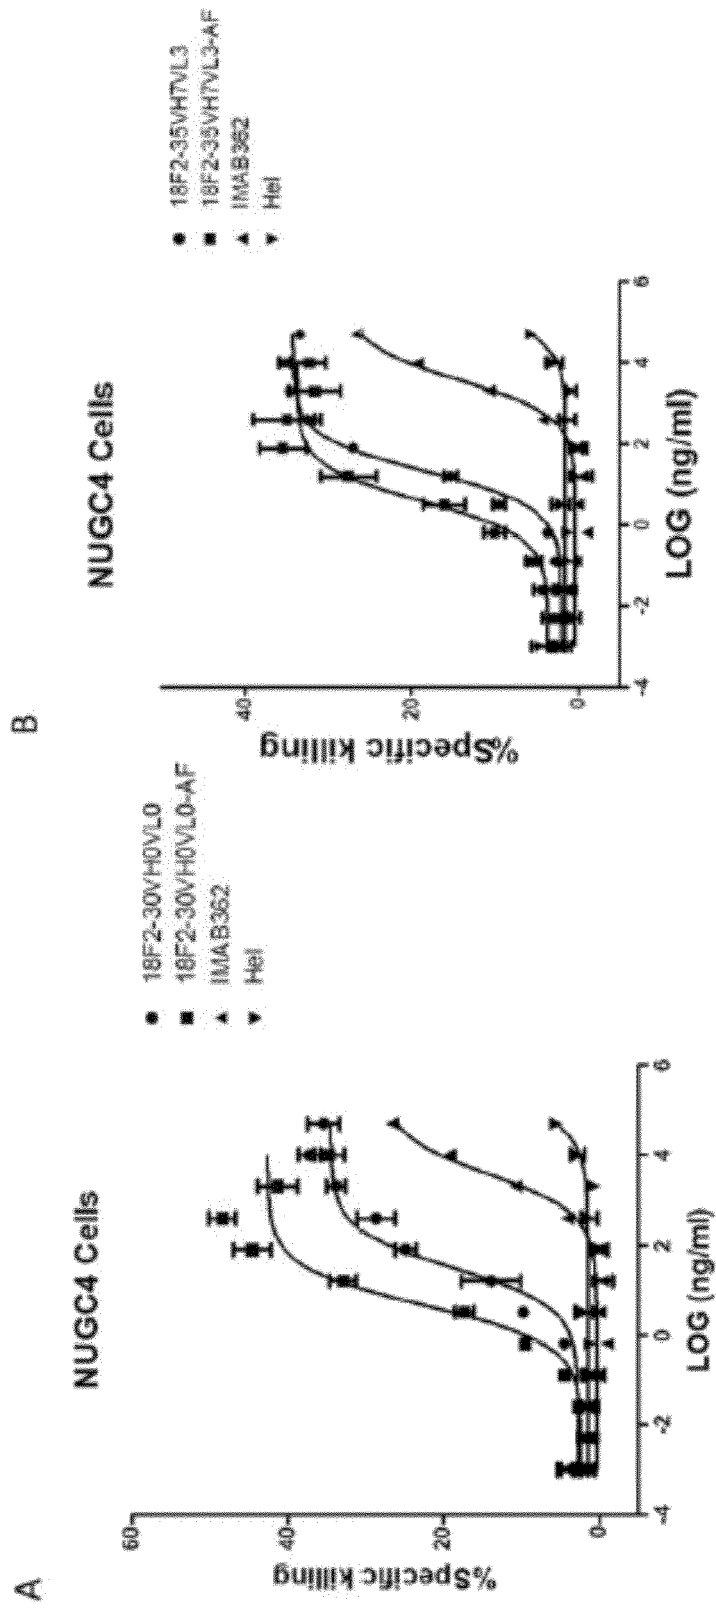 A
NUGC4 Cells
18F2-30VH0VL0
18F2-30VH0VL0-AF
IMAB362
Hel
%Specific killing
60
40
20
0
-4
-2
0
2
4
6
LOG (ng/ml)
B
NUGC4 Cells
18F2-35VH7VL3
18F2-35VH7VL3-AF
IMAB362
Hel
%Specific killing
40
20
0
-4
-2
0
2
4
6
LOG (ng/ml)